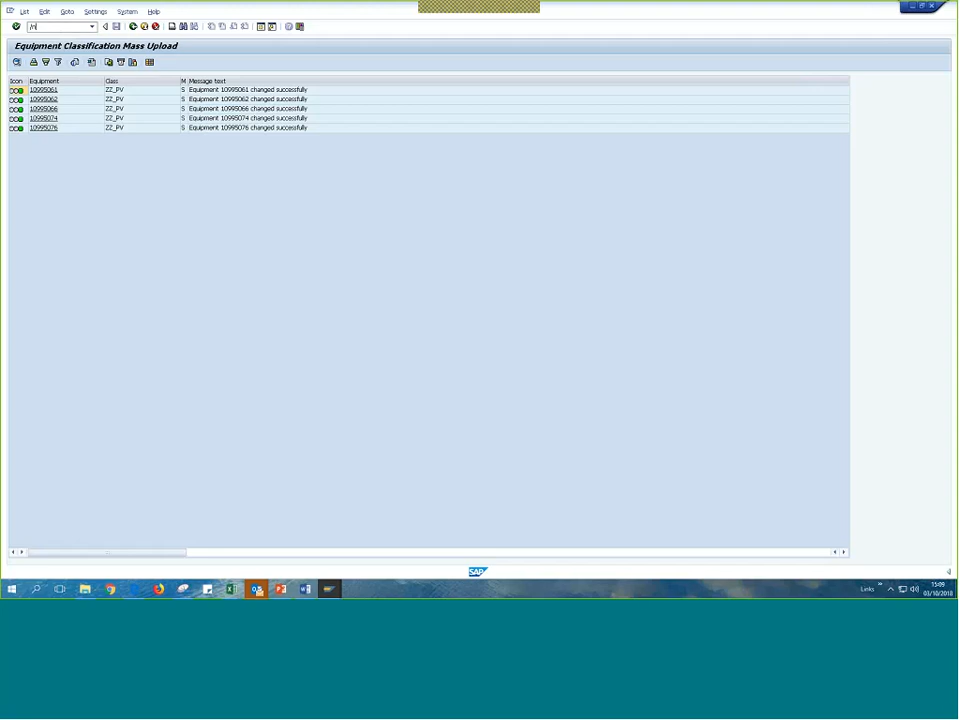 List Edit Goto Settings System Help
/n
Equipment Classification Mass Upload
Icon Equipment Class M Message text
10995061 ZZ_PV S Equipment 10995061 changed successfully
10995062 ZZ_PV S Equipment 10995062 changed successfully
10995066 ZZ_PV S Equipment 10995066 changed successfully
10995074 ZZ_PV S Equipment 10995074 changed successfully
10995076 ZZ_PV S Equipment 10995076 changed successfully
SAP
Links
15:09
03/10/2018